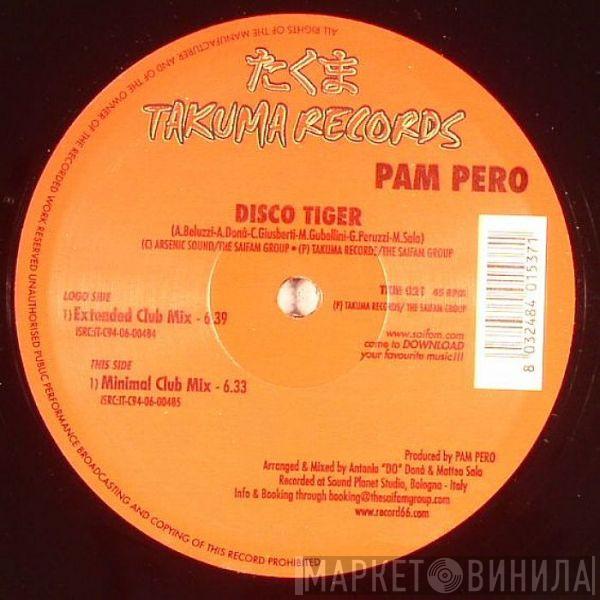 ALL RIGHTS OF THE MANUFACTURER AND OF THE OWNER OF THE RECORDED WORK RESERVED UNAUTHORISED PUBLIC PERFORMANCE BROADCASTING AND COPYING OF THIS RECORD PROHIBITED
たくま
TAKUMA RECORDS
PAM PERO
DISCO TIGER
(A.Beluzzi-A.Donà-C.Giusberti-M.Gubellini-G.Peruzzi-M.Sala)
(C) ARSENIC SOUND/THE SAIFAM GROUP • (P) TAKUMA RECORDS/THE SAIFAM GROUP
LOGO SIDE
1) Extended Club Mix - 6.39
ISRC:IT-C94-06-00484
45 RPM
(P) TAKUMA RECORDS/ THE SAIFAM GROUP
www.saifam.com
come to DOWNLOAD
your favourite music!!!
8 032484 015371
THIS SIDE
1) Minimal Club Mix - 6.33
ISRC:IT-C94-06-00485
Produced by PAM PERO
Arranged & Mixed by Antonio "DO" Donà & Matteo Sala
Recorded at Sound Planet Studio, Bologna - Italy
Info & Booking through booking@thesaifamgroup.com
www.record66.com
МАРКЕТ ВИНИЛА